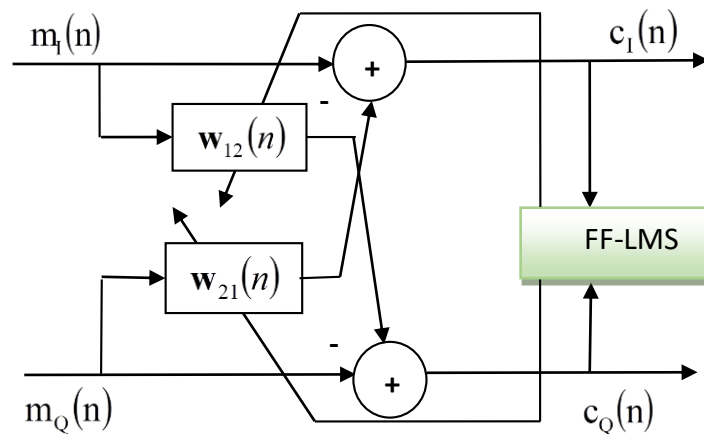 m_I(n)
c_I(n)
+
-
w_12(n)
FF-LMS
w_21(n)
-
+
m_Q(n)
c_Q(n)